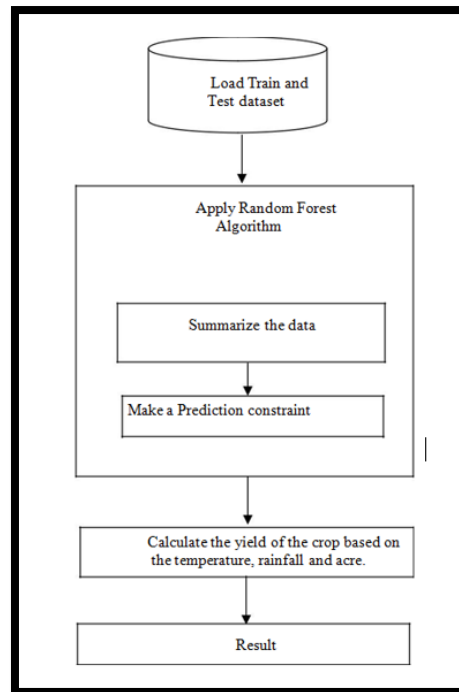 Load Train and
Test dataset
Apply Random Forest
Algorithm
Summarize the data
Make a Prediction constraint
Calculate the yield of the crop based on
the temperature, rainfall and acre.
Result